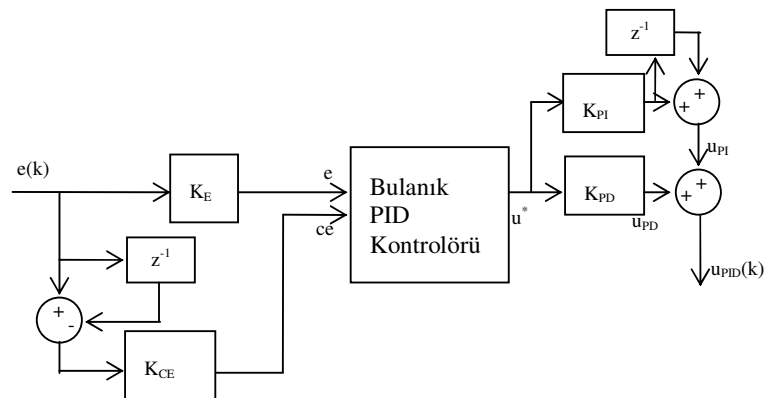 z⁻¹
+
+
K_PI
u_PI
e(k)
K_E
e
ce
Bulanık
PID
Kontrolörü
u*
K_PD
u_PD
+
+
u_PID(k)
z⁻¹
+
-
K_CE